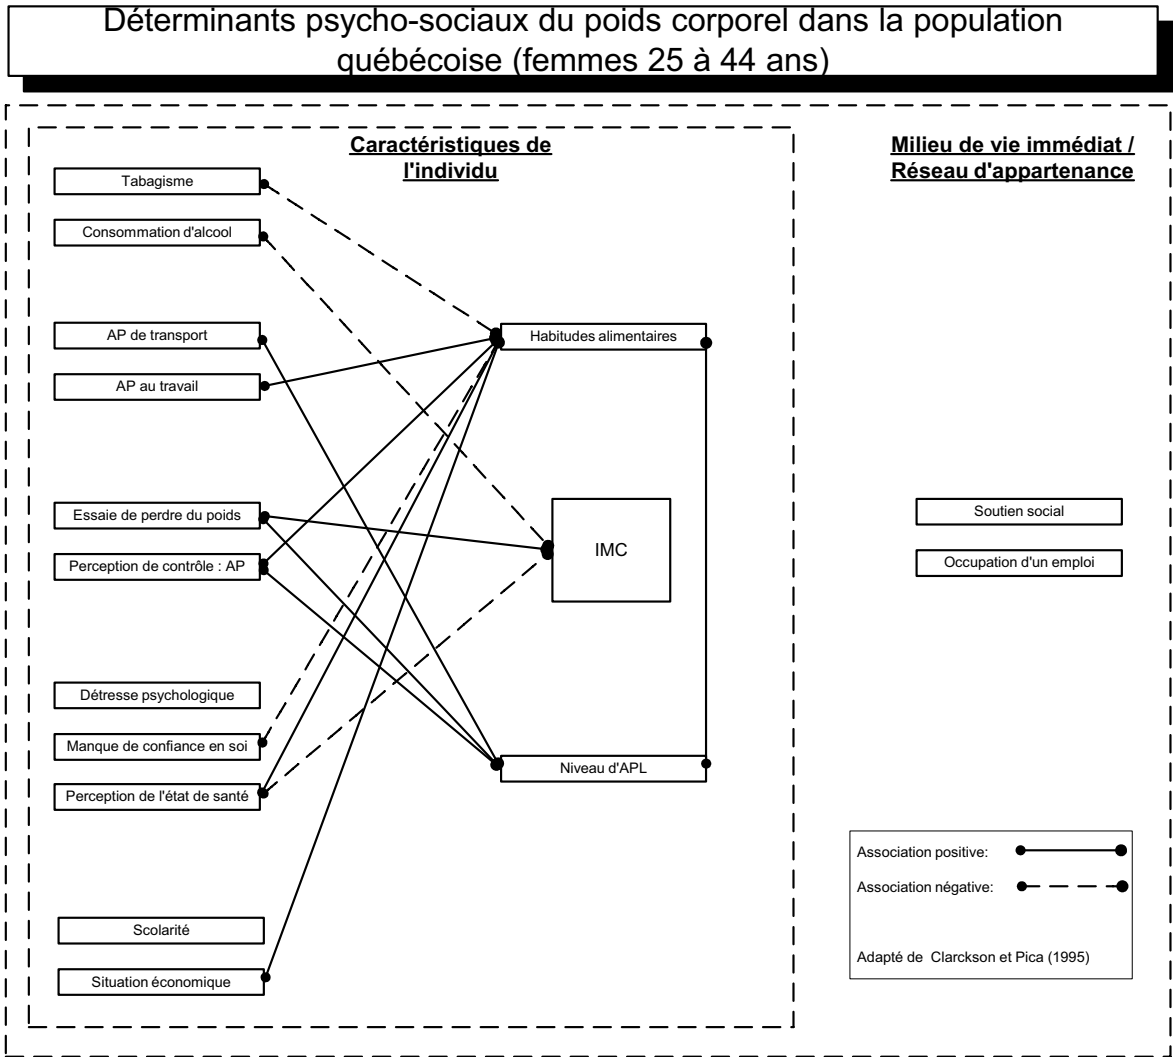 Déterminants psycho-sociaux du poids corporel dans la population
québécoise (femmes 25 à 44 ans)
Caractéristiques de
l'individu
Milieu de vie immédiat /
Réseau d'appartenance
Tabagisme
Consommation d'alcool
AP de transport
AP au travail
Essaie de perdre du poids
Perception de contrôle : AP
Détresse psychologique
Manque de confiance en soi
Perception de l'état de santé
Scolarité
Situation économique
Habitudes alimentaires
IMC
Niveau d'APL
Soutien social
Occupation d'un emploi
Association positive:
Association négative:
Adapté de Clarckson et Pica (1995)